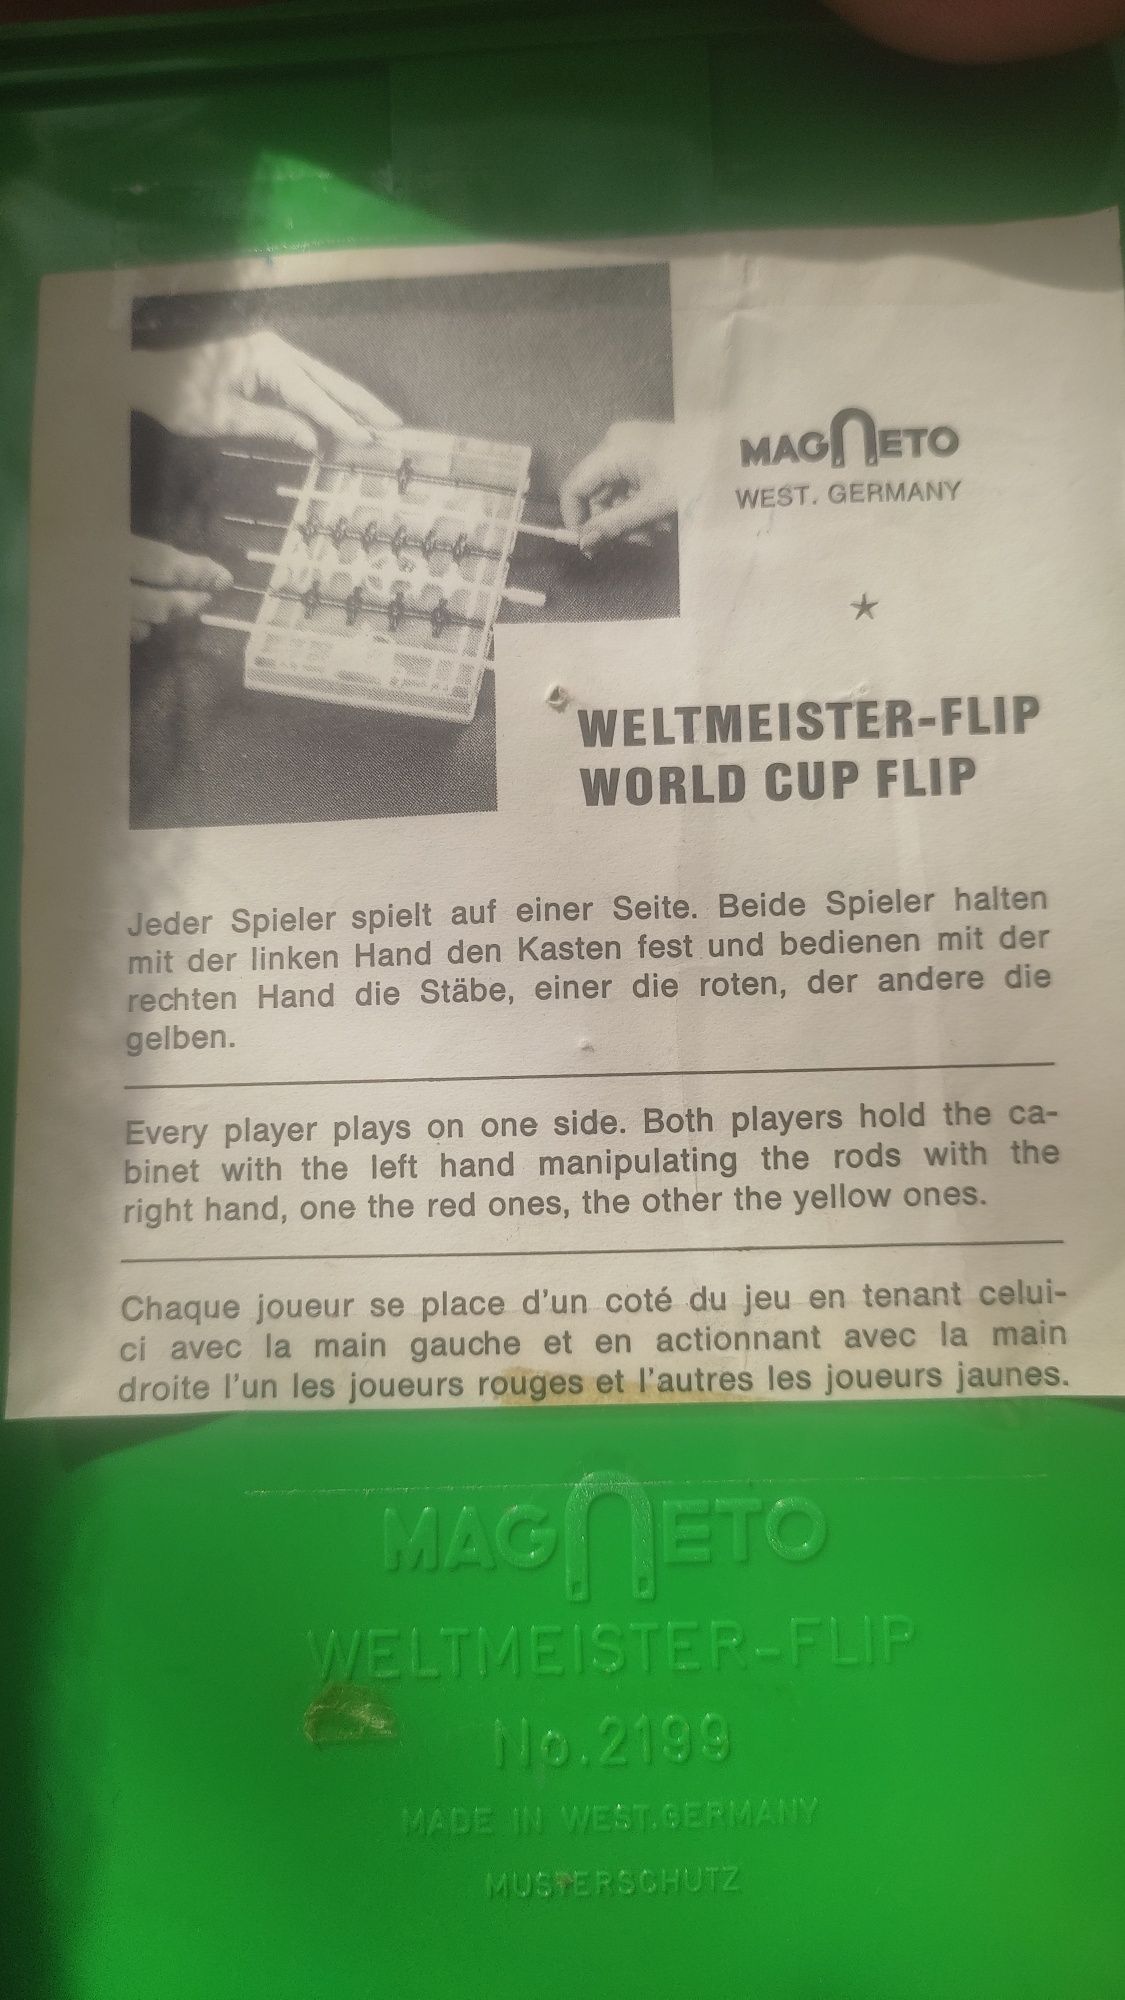 MAGNETO
WEST. GERMANY
WELTMEISTER-FLIP
WORLD CUP FLIP
Jeder Spieler spielt auf einer Seite. Beide Spieler halten
mit der linken Hand den Kasten fest und bedienen mit der
rechten Hand die Stäbe, einer die roten, der andere die
gelben.
Every player plays on one side. Both players hold the ca-
binet with the left hand manipulating the rods with the
right hand, one the red ones, the other the yellow ones.
Chaque joueur se place d'un coté du jeu en tenant celui-
ci avec la main gauche et en actionnant avec la main
droite l'un les joueurs rouges et l'autres les joueurs jaunes.
MAGNETO
WELTMEISTER-FLIP
No.2199
MADE IN WEST.GERMANY
MUSTERSCHUTZ